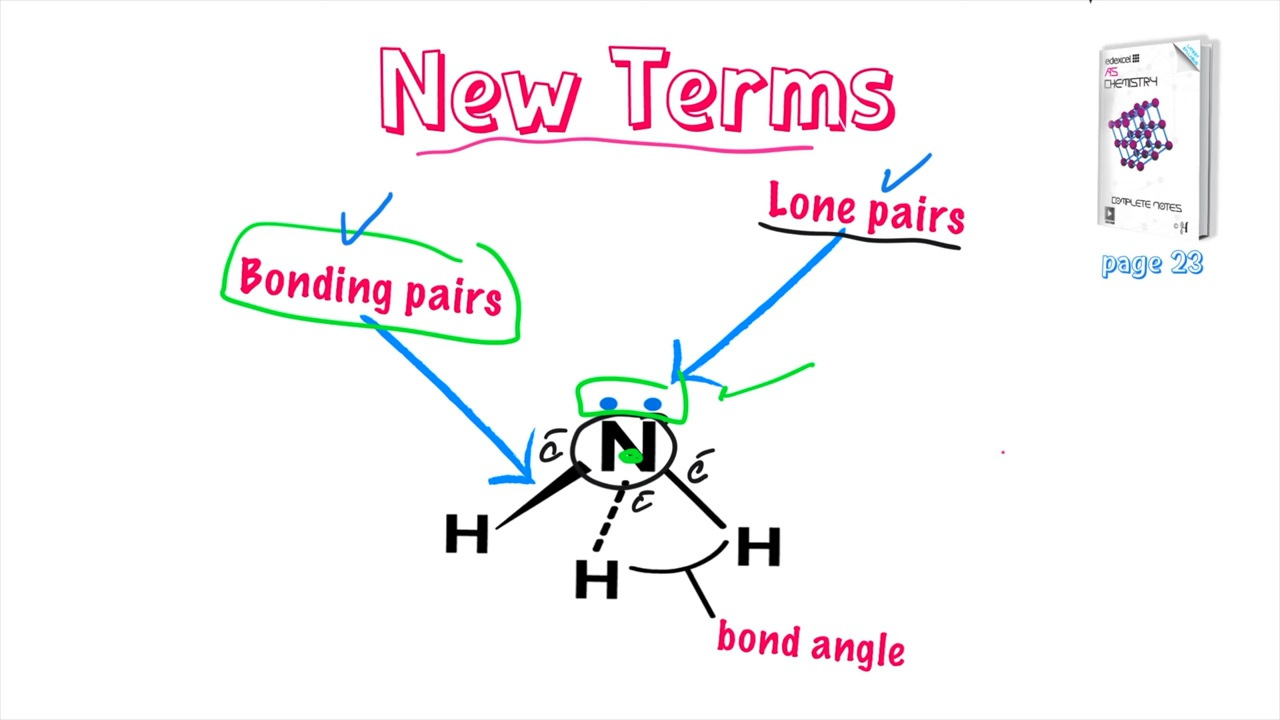 New Terms
edexcel
AS
CHEMISTRY
COMPLETE NOTES
page 23
Lone pairs
Bonding pairs
N
H
H
H
bond angle